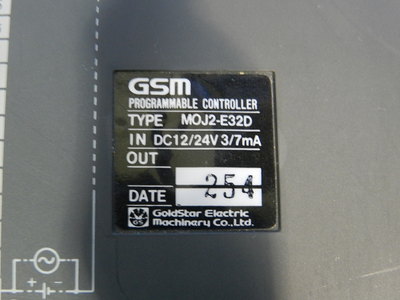 GSM
PROGRAMMABLE CONTROLLER
TYPE MOJ2-E32D
IN DC12/24V 3/7mA
OUT
DATE 254
GS
GoldStar Electric
Machinery Co.,Ltd.